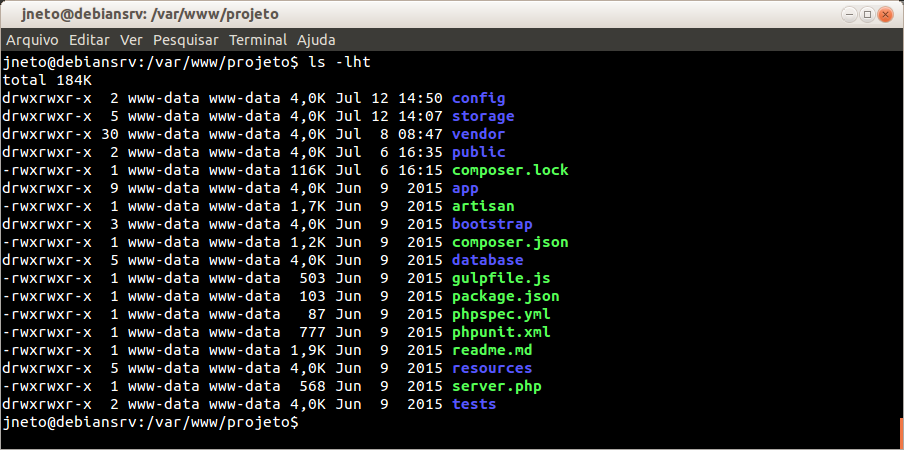 jneto@debiansrv: /var/www/projeto
Arquivo Editar Ver Pesquisar Terminal Ajuda
jneto@debiansrv:/var/www/projeto$ ls -lht
total 184K
drwxrwxr-x  2 www-data www-data 4,0K Jul 12 14:50 config
drwxrwxr-x  5 www-data www-data 4,0K Jul 12 14:07 storage
drwxrwxr-x 30 www-data www-data 4,0K Jul  8 08:47 vendor
drwxrwxr-x  2 www-data www-data 4,0K Jul  6 16:35 public
-rwxrwxr-x  1 www-data www-data 116K Jul  6 16:15 composer.lock
drwxrwxr-x  9 www-data www-data 4,0K Jun  9  2015 app
-rwxrwxr-x  1 www-data www-data 1,7K Jun  9  2015 artisan
drwxrwxr-x  3 www-data www-data 4,0K Jun  9  2015 bootstrap
-rwxrwxr-x  1 www-data www-data 1,2K Jun  9  2015 composer.json
drwxrwxr-x  5 www-data www-data 4,0K Jun  9  2015 database
-rwxrwxr-x  1 www-data www-data  503 Jun  9  2015 gulpfile.js
-rwxrwxr-x  1 www-data www-data  103 Jun  9  2015 package.json
-rwxrwxr-x  1 www-data www-data   87 Jun  9  2015 phpspec.yml
-rwxrwxr-x  1 www-data www-data  777 Jun  9  2015 phpunit.xml
-rwxrwxr-x  1 www-data www-data 1,9K Jun  9  2015 readme.md
drwxrwxr-x  5 www-data www-data 4,0K Jun  9  2015 resources
-rwxrwxr-x  1 www-data www-data  568 Jun  9  2015 server.php
drwxrwxr-x  2 www-data www-data 4,0K Jun  9  2015 tests
jneto@debiansrv:/var/www/projeto$